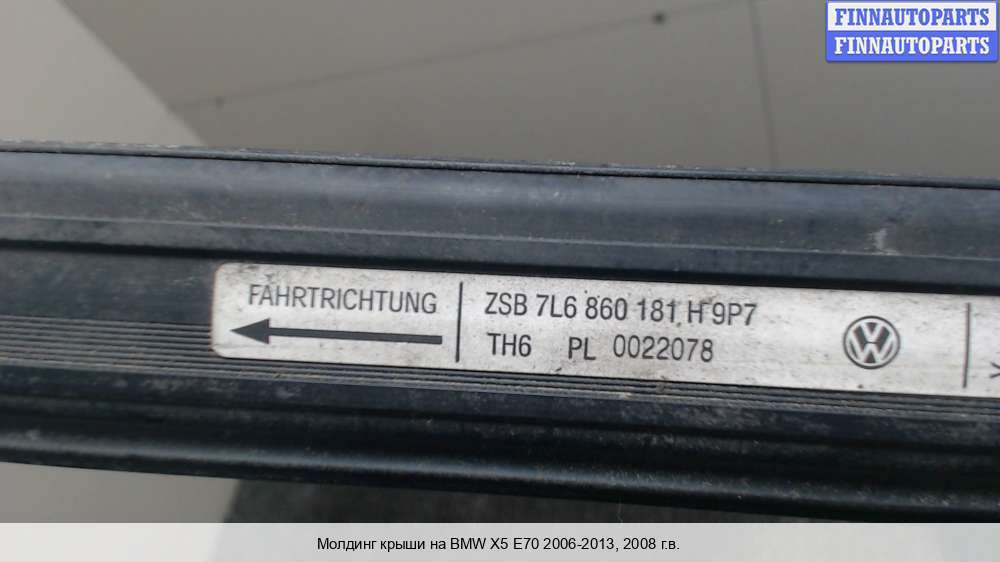 FINNAUTOPARTS
FINNAUTOPARTS
FAHRTRICHTUNG
ZSB 7L6 860 181 H 9P7
TH6 PL 0022078
Молдинг крыши на BMW X5 E70 2006-2013, 2008 г.в.